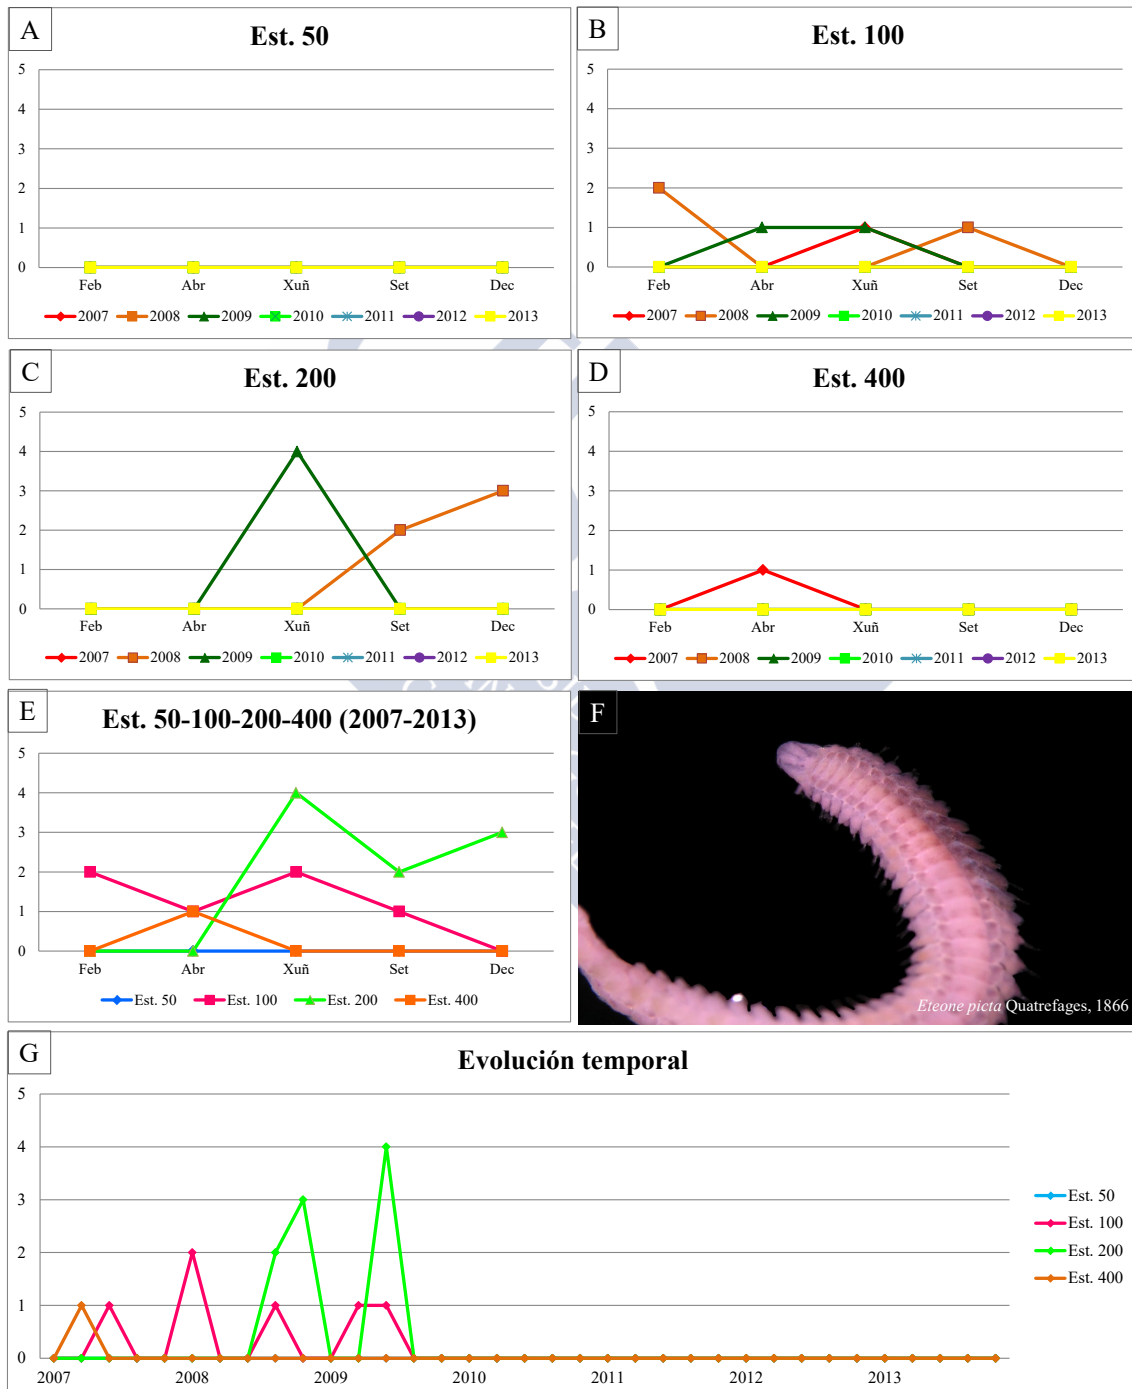 A
Est. 50
5
4
3
2
1
0
Feb Abr Xuñ Set Dec
2007 2008 2009 2010 2011 2012 2013
B
Est. 100
5
4
3
2
1
0
Feb Abr Xuñ Set Dec
2007 2008 2009 2010 2011 2012 2013
C
Est. 200
5
4
3
2
1
0
Feb Abr Xuñ Set Dec
2007 2008 2009 2010 2011 2012 2013
D
Est. 400
5
4
3
2
1
0
Feb Abr Xuñ Set Dec
2007 2008 2009 2010 2011 2012 2013
E
Est. 50-100-200-400 (2007-2013)
5
4
3
2
1
0
Feb Abr Xuñ Set Dec
Est. 50 Est. 100 Est. 200 Est. 400
F
Eteone picta Quatrefages, 1866
G
Evolución temporal
5
4
3
2
1
0
2007 2008 2009 2010 2011 2012 2013
Est. 50
Est. 100
Est. 200
Est. 400